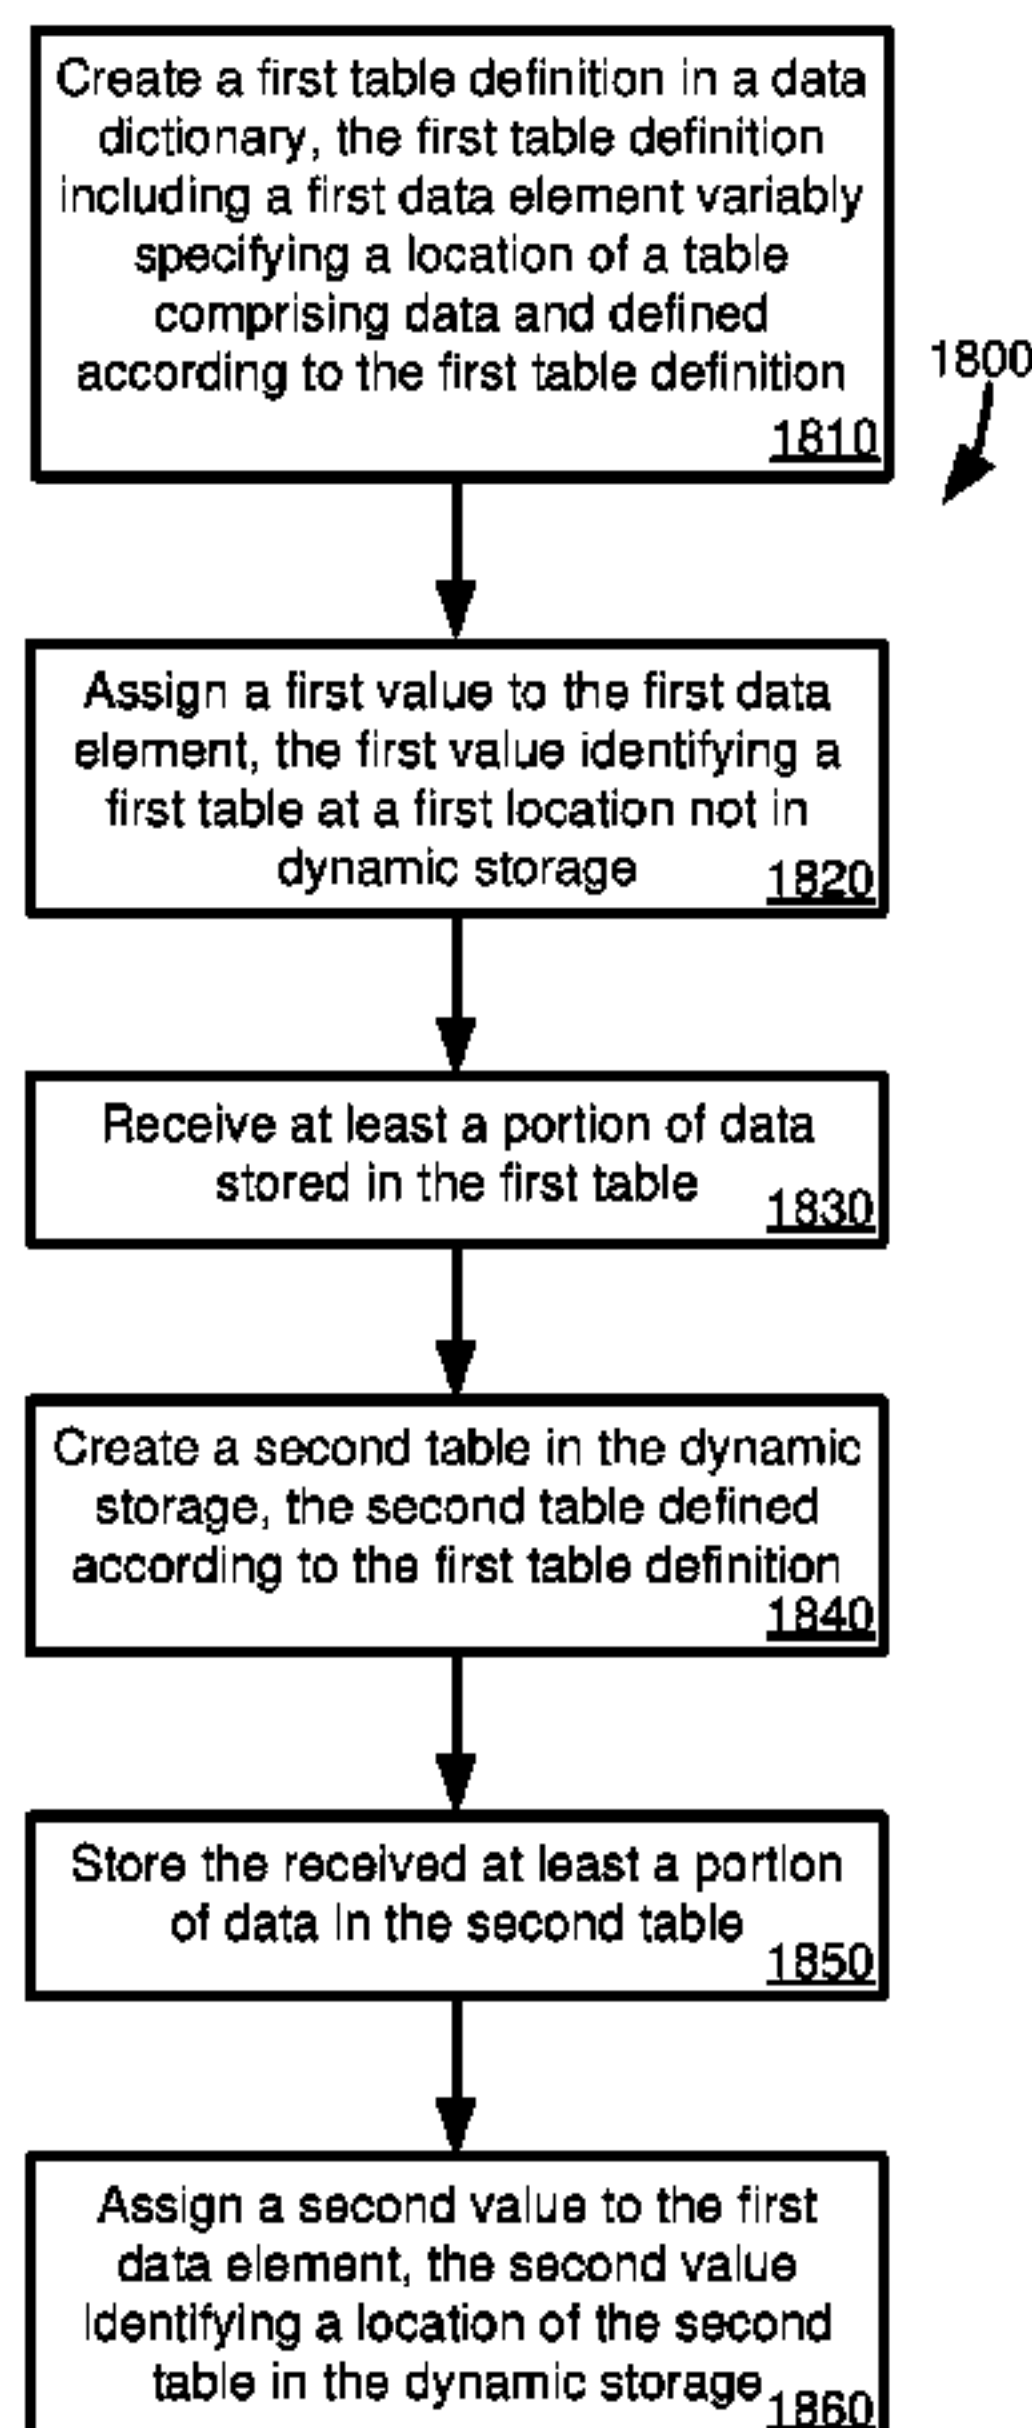 Create a first table definition in a data
dictionary, the first table definition
including a first data element variably
specifying a location of a table
comprising data and defined
according to the first table definition
1810
1800
Assign a first value to the first data
element, the first value identifying a
first table at a first location not in
dynamic storage
1820
Receive at least a portion of data
stored in the first table
1830
Create a second table in the dynamic
storage, the second table defined
according to the first table definition
1840
Store the received at least a portion
of data in the second table
1850
Assign a second value to the first
data element, the second value
identifying a location of the second
table in the dynamic storage
1860